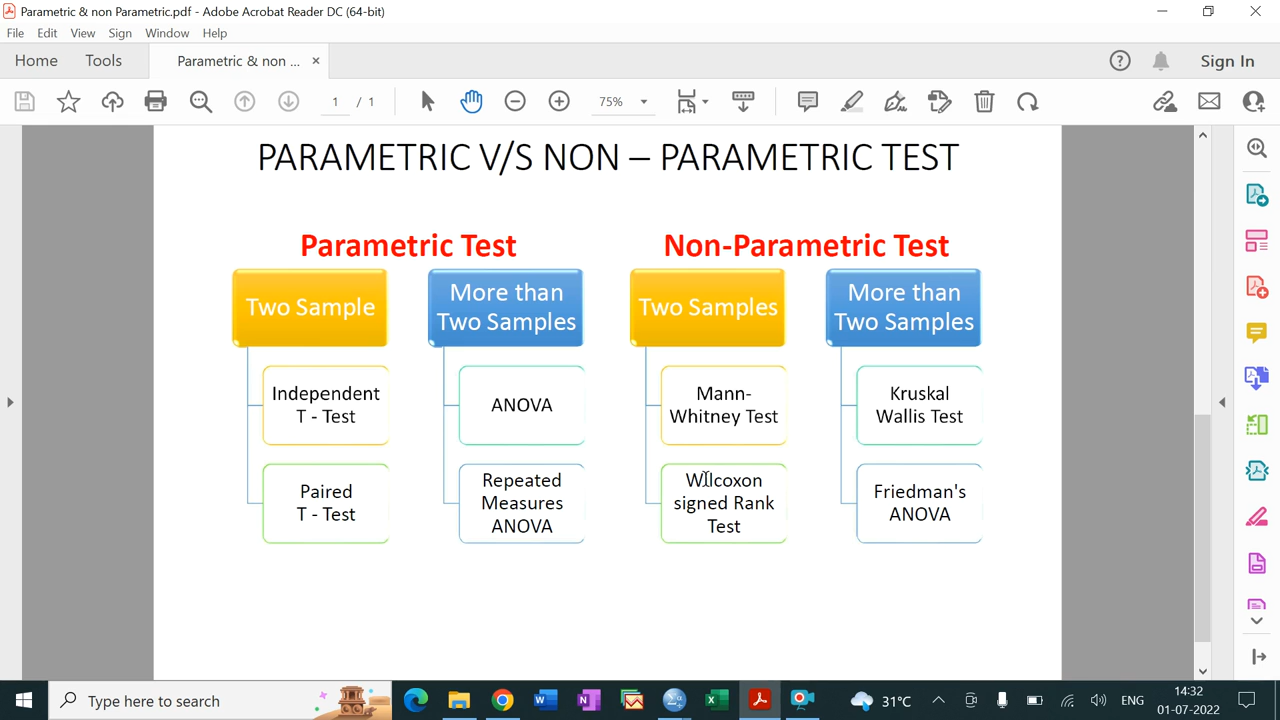 Parametric & non Parametric.pdf - Adobe Acrobat Reader DC (64-bit)
File Edit View Sign Window Help
Home Tools Parametric & non ... × Sign In
1 / 1 75%
PARAMETRIC V/S NON – PARAMETRIC TEST
Parametric Test Non-Parametric Test
Two Sample
Independent
T - Test
Paired
T - Test
More than
Two Samples
ANOVA
Repeated
Measures
ANOVA
Two Samples
Mann-
Whitney Test
Wilcoxon
signed Rank
Test
More than
Two Samples
Kruskal
Wallis Test
Friedman's
ANOVA
Type here to search
31°C
ENG
14:32
01-07-2022